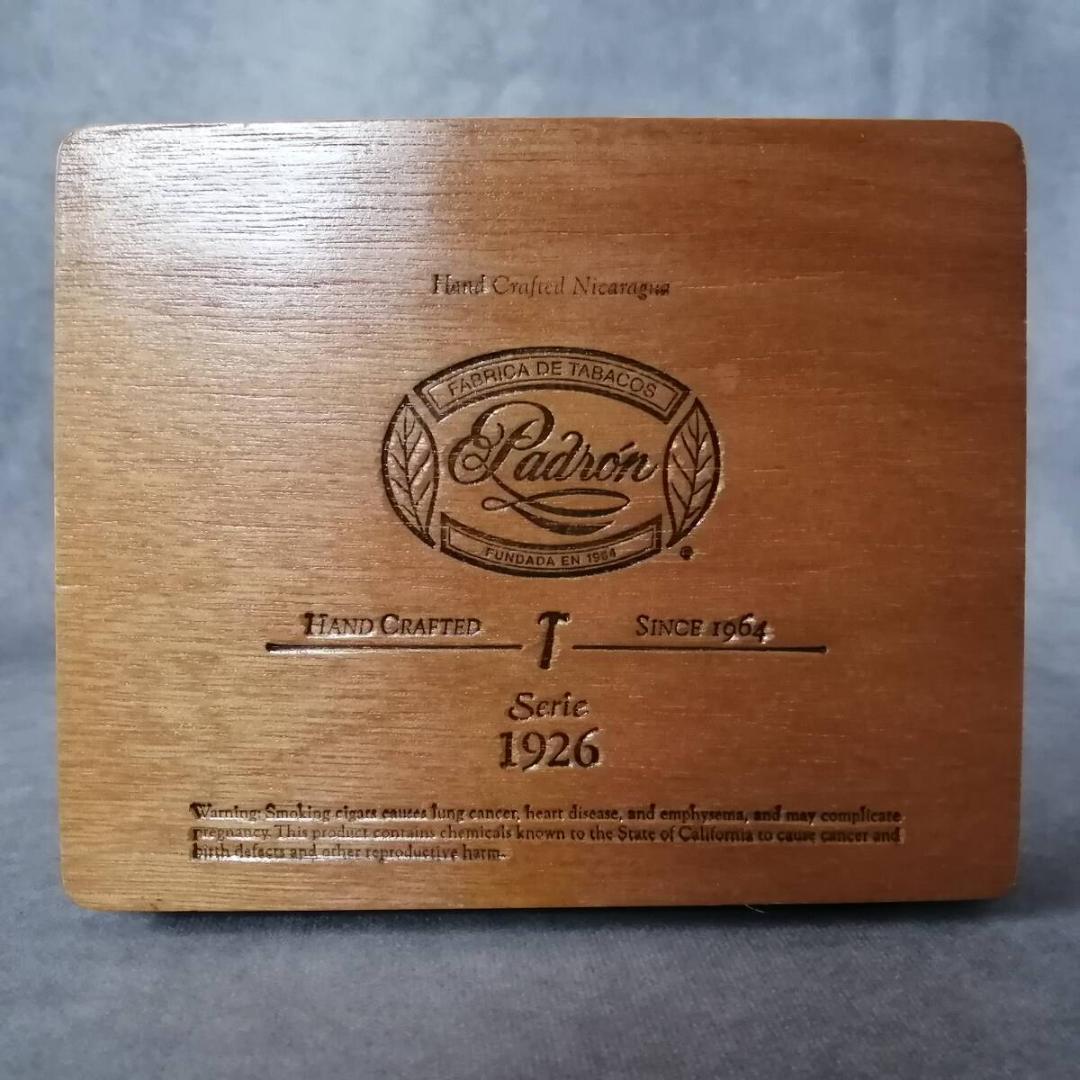 Hand Crafted Nicaragua
FABRICA DE TABACOS
Padrón
FUNDADA EN 1964
®
HAND CRAFTED SINCE 1964
Serie
1926
Warning: Smoking cigars causes lung cancer, heart disease, and emphysema, and may complicate
pregnancy. This product contains chemicals known to the State of California to cause cancer and
birth defects and other reproductive harm.